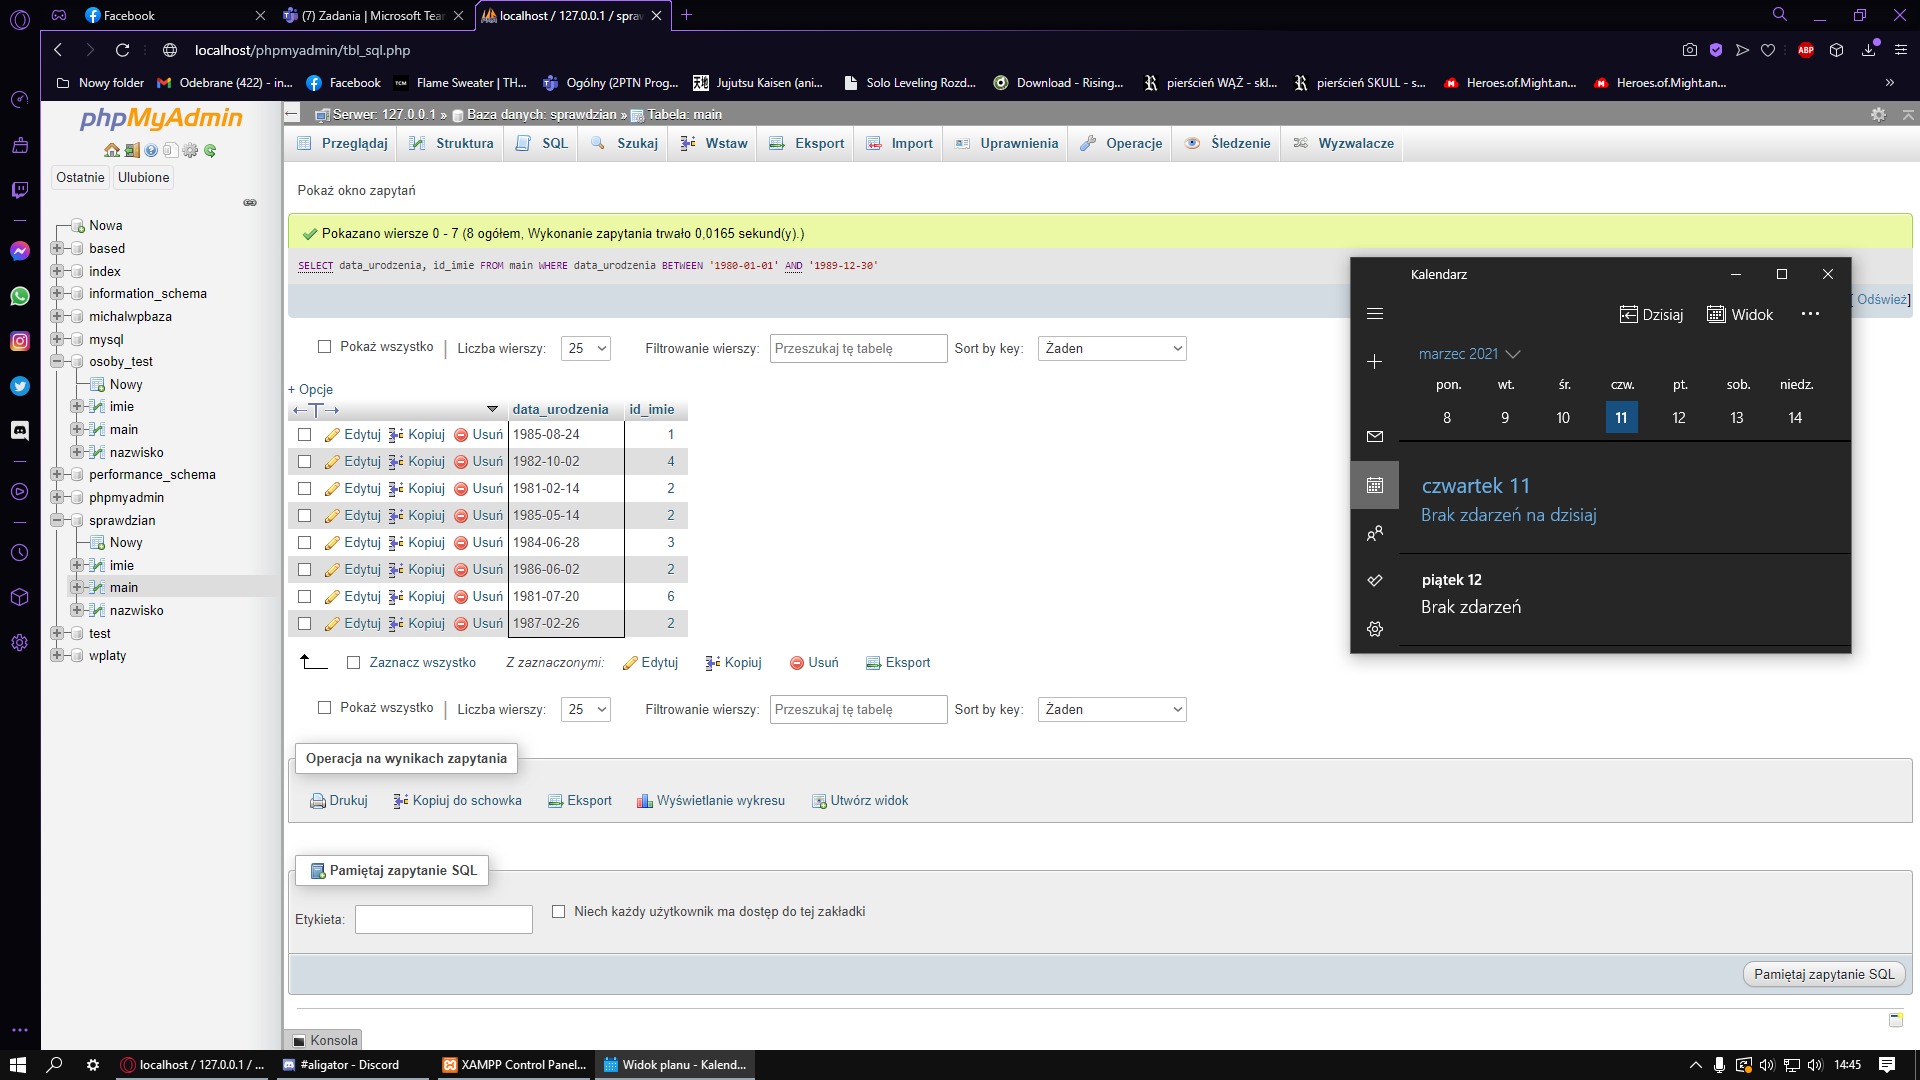 Facebook
(7) Zadania | Microsoft Tea
localhost / 127.0.0.1 / spra
localhost/phpmyadmin/tbl_sql.php
ABP
Nowy folder
Odebrane (422) - in...
Facebook
TCM
Flame Sweater | TH...
Ogólny (2PTN Prog...
Jujutsu Kaisen (ani...
Solo Leveling Rozd...
Download - Rising...
pierścień WĄŻ - skl...
pierścień SKULL - s...
Heroes.of.Might.an...
Heroes.of.Might.an...
phpMyAdmin
Ostatnie
Ulubione
Nowa
based
index
information_schema
michalwpbaza
mysql
osoby_test
Nowy
imie
main
nazwisko
performance_schema
phpmyadmin
sprawdzian
Nowy
imie
main
nazwisko
test
wplaty
Serwer: 127.0.0.1 » Baza danych: sprawdzian » Tabela: main
Przeglądaj
Struktura
SQL
Szukaj
Wstaw
Eksport
Import
Uprawnienia
Operacje
Śledzenie
Wyzwalacze
Pokaż okno zapytań
Pokazano wiersze 0 - 7 (8 ogółem, Wykonanie zapytania trwało 0,0165 sekund(y).)
SELECT data_urodzenia, id_imie FROM main WHERE data_urodzenia BETWEEN '1980-01-01' AND '1989-12-30'
[ Odśwież]
Pokaż wszystko | Liczba wierszy: 25 Filtrowanie wierszy: Przeszukaj tę tabelę Sort by key: Żaden
+ Opcje
data_urodzenia id_imie
Edytuj Kopiuj Usuń 1985-08-24 1
Edytuj Kopiuj Usuń 1982-10-02 4
Edytuj Kopiuj Usuń 1981-02-14 2
Edytuj Kopiuj Usuń 1985-05-14 2
Edytuj Kopiuj Usuń 1984-06-28 3
Edytuj Kopiuj Usuń 1986-06-02 2
Edytuj Kopiuj Usuń 1981-07-20 6
Edytuj Kopiuj Usuń 1987-02-26 2
Zaznacz wszystko Z zaznaczonymi: Edytuj Kopiuj Usuń Eksport
Pokaż wszystko | Liczba wierszy: 25 Filtrowanie wierszy: Przeszukaj tę tabelę Sort by key: Żaden
Operacja na wynikach zapytania
Drukuj
Kopiuj do schowka
Eksport
Wyświetlanie wykresu
Utwórz widok
Pamiętaj zapytanie SQL
Etykieta:
Niech każdy użytkownik ma dostęp do tej zakładki
Pamiętaj zapytanie SQL
Konsola
Kalendarz
Dzisiaj
Widok
marzec 2021
pon. wt. śr. czw. pt. sob. niedz.
8 9 10 11 12 13 14
czwartek 11
Brak zdarzeń na dzisiaj
piątek 12
Brak zdarzeń
localhost / 127.0.0.1 / ...
#aligator - Discord
XAMPP Control Panel...
Widok planu - Kalend...
14:45